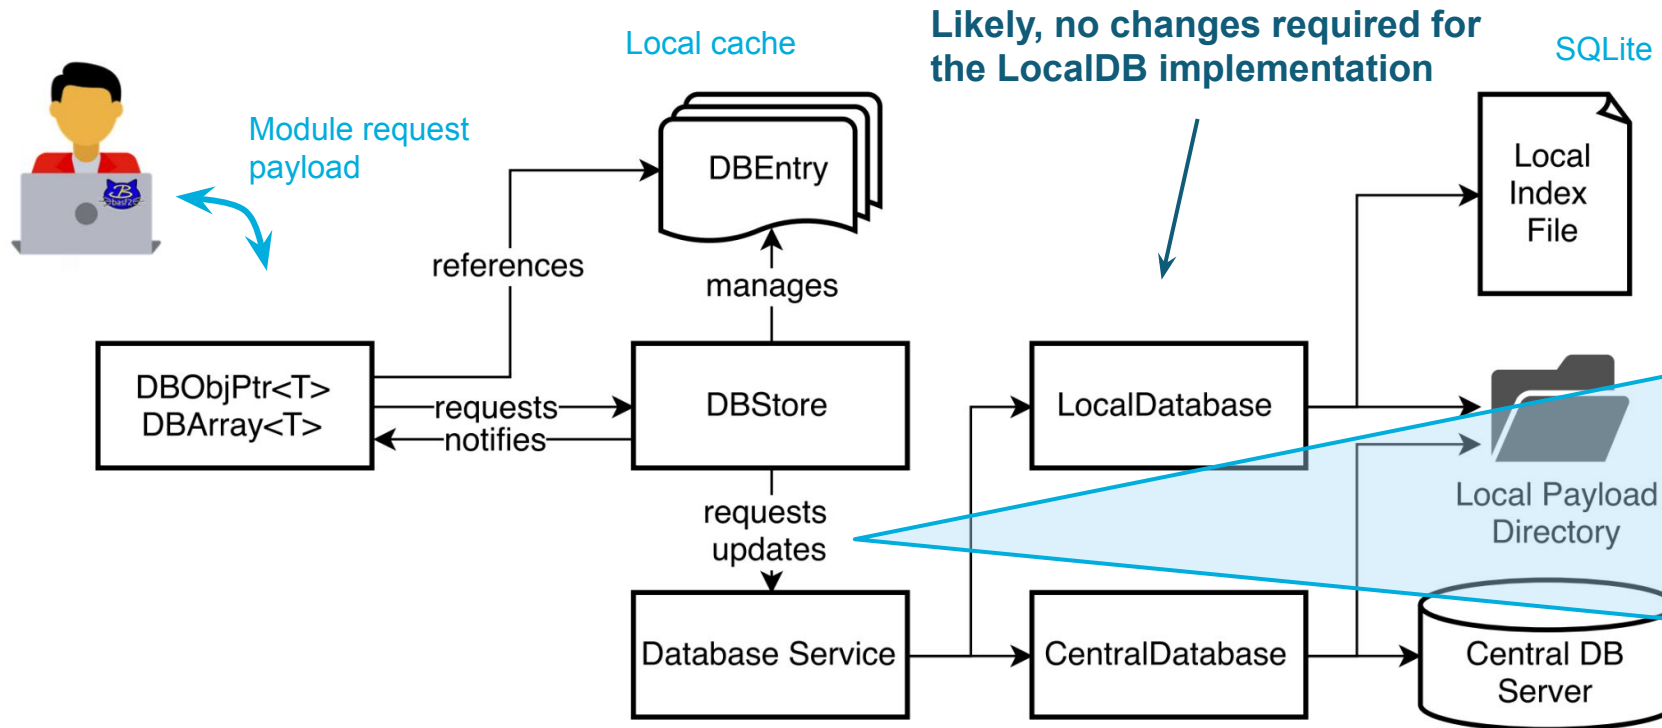 Local cache
Likely, no changes required for
the LocalDB implementation
SQLite
Module request
payload
B
basf2
DBEntry
Local
Index
File
references
manages
DBObjPtr<T>
DBArray<T>
requests
notifies
DBStore
LocalDatabase
requests
updates
Local Payload
Directory
Database Service
CentralDatabase
Central DB
Server